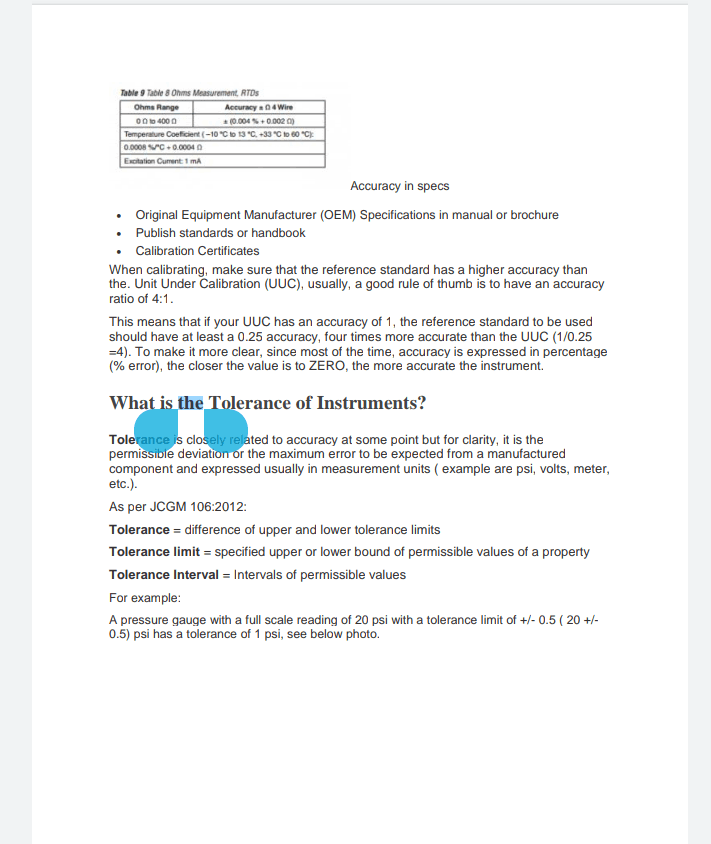 Table 9 Table 8 Ohms Measurement, RTDs
Ohms Range Accuracy ± Ω 4 Wire
0 Ω to 400 Ω ± (0.004 % + 0.002 Ω)
Temperature Coefficient (−10 °C to 13 °C, +33 °C to 60 °C):
0.0008 %/°C + 0.0004 Ω
Excitation Current: 1 mA
Accuracy in specs
• Original Equipment Manufacturer (OEM) Specifications in manual or brochure
• Publish standards or handbook
• Calibration Certificates
When calibrating, make sure that the reference standard has a higher accuracy than
the. Unit Under Calibration (UUC), usually, a good rule of thumb is to have an accuracy
ratio of 4:1.
This means that if your UUC has an accuracy of 1, the reference standard to be used
should have at least a 0.25 accuracy, four times more accurate than the UUC (1/0.25
=4). To make it more clear, since most of the time, accuracy is expressed in percentage
(% error), the closer the value is to ZERO, the more accurate the instrument.
What is the Tolerance of Instruments?
Tolerance is closely related to accuracy at some point but for clarity, it is the
permissible deviation or the maximum error to be expected from a manufactured
component and expressed usually in measurement units ( example are psi, volts, meter,
etc.).
As per JCGM 106:2012:
Tolerance = difference of upper and lower tolerance limits
Tolerance limit = specified upper or lower bound of permissible values of a property
Tolerance Interval = Intervals of permissible values
For example:
A pressure gauge with a full scale reading of 20 psi with a tolerance limit of +/- 0.5 ( 20 +/-
0.5) psi has a tolerance of 1 psi, see below photo.